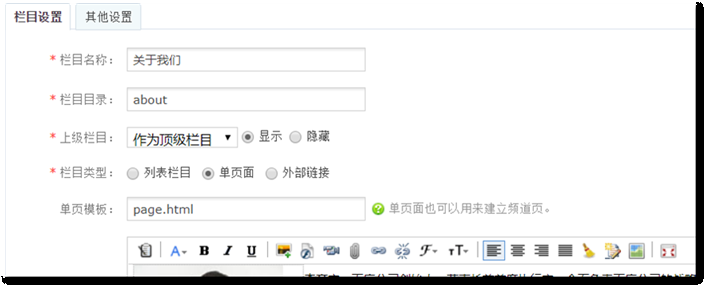 栏目设置 其他设置
* 栏目名称： 关于我们
* 栏目目录： about
* 上级栏目： 作为顶级栏目 显示 隐藏
* 栏目类型： 列表栏目 单页面 外部链接
单页模板： page.html ? 单页面也可以用来建立频道页。
A B I U F TT